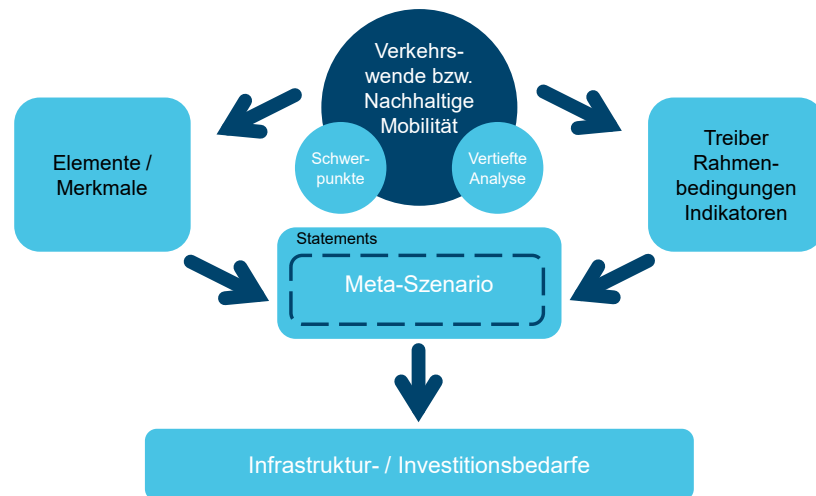 Verkehrs-
wende bzw.
Nachhaltige
Mobilität
Schwer-
punkte
Vertiefte
Analyse
Elemente /
Merkmale
Treiber
Rahmen-
bedingungen
Indikatoren
Statements
Meta-Szenario
Infrastruktur- / Investitionsbedarfe